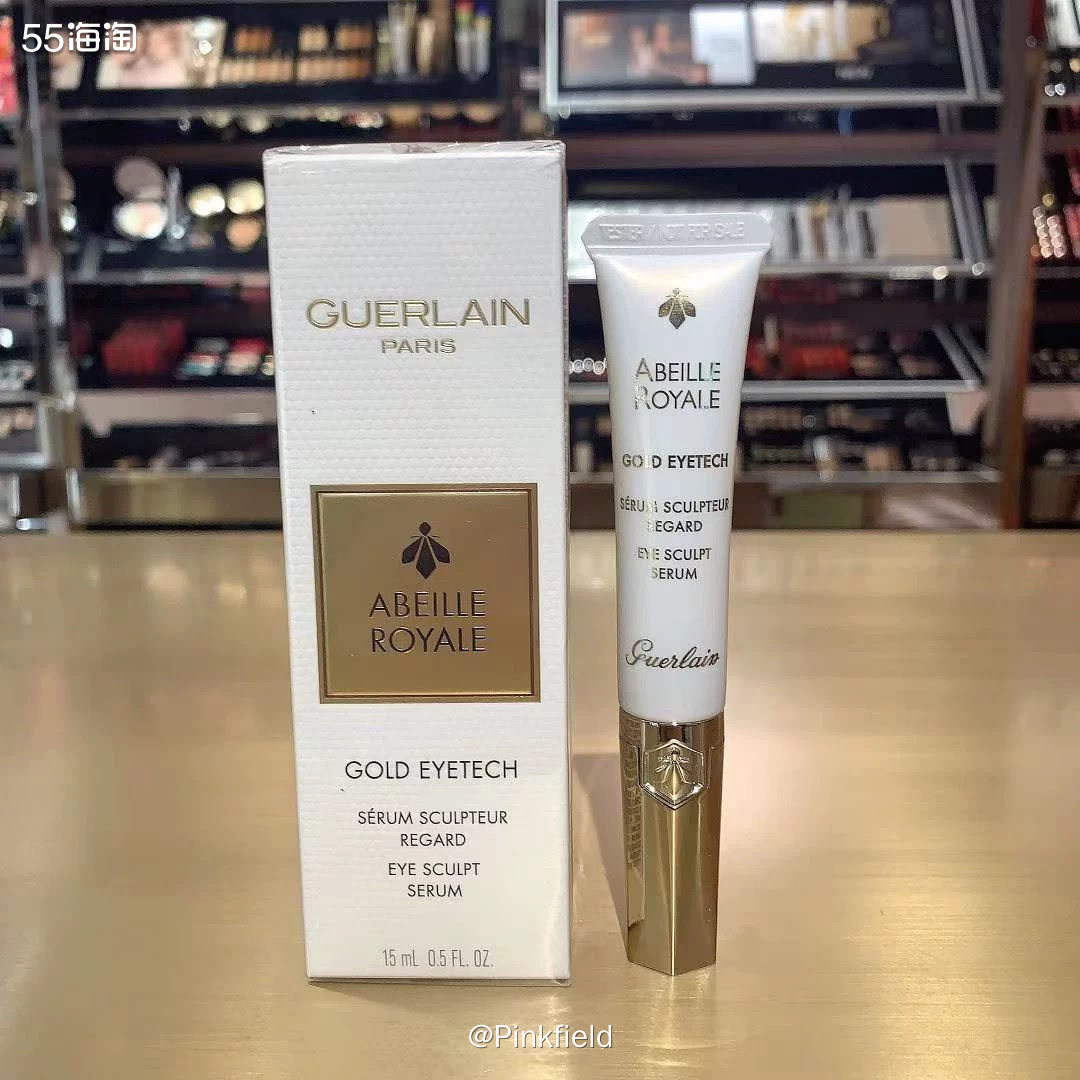 55海淘
GUERLAIN
PARIS
ABEILLE
ROYALE
GOLD EYETECH
SÉRUM SCULPTEUR
REGARD
EYE SCULPT
SERUM
15 mL 0.5 FL. OZ.
TESTER / NOT FOR SALE
ABEILLE
ROYALE
GOLD EYETECH
SÉRUM SCULPTEUR
REGARD
EYE SCULPT
SERUM
Guerlain
@Pinkfield